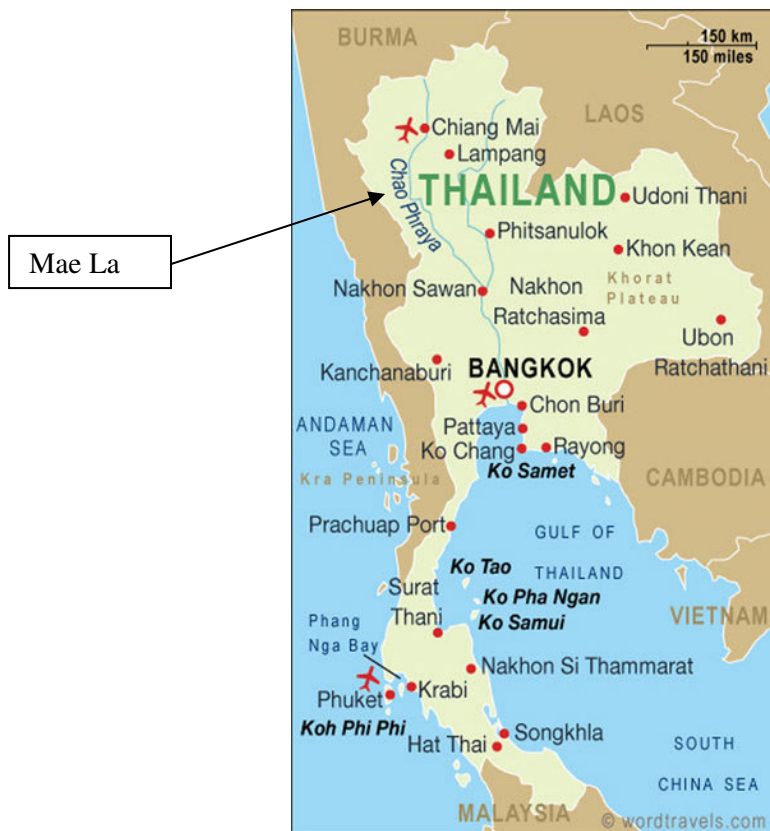 BURMA
150 km
150 miles
LAOS
Chiang Mai
Lampang
Chao Phraya
THAILAND
Udoni Thani
Mae La
Phitsanulok
Khon Kean
Khorat
Plateau
Nakhon Sawan
Nakhon
Ratchasima
Ubon
Ratchathani
Kanchanaburi
BANGKOK
Chon Buri
ANDAMAN
SEA
Pattaya
Ko Chang
Rayong
Ko Samet
Kra Peninsula
CAMBODIA
Prachuap Port
GULF OF
THAILAND
Ko Tao
Ko Pha Ngan
Ko Samui
Surat
Thani
VIETNAM
Phang
Nga Bay
Nakhon Si Thammarat
Krabi
Phuket
Koh Phi Phi
Songkhla
Hat Thai
SOUTH
CHINA SEA
MALAYSIA
© wordtravels.com